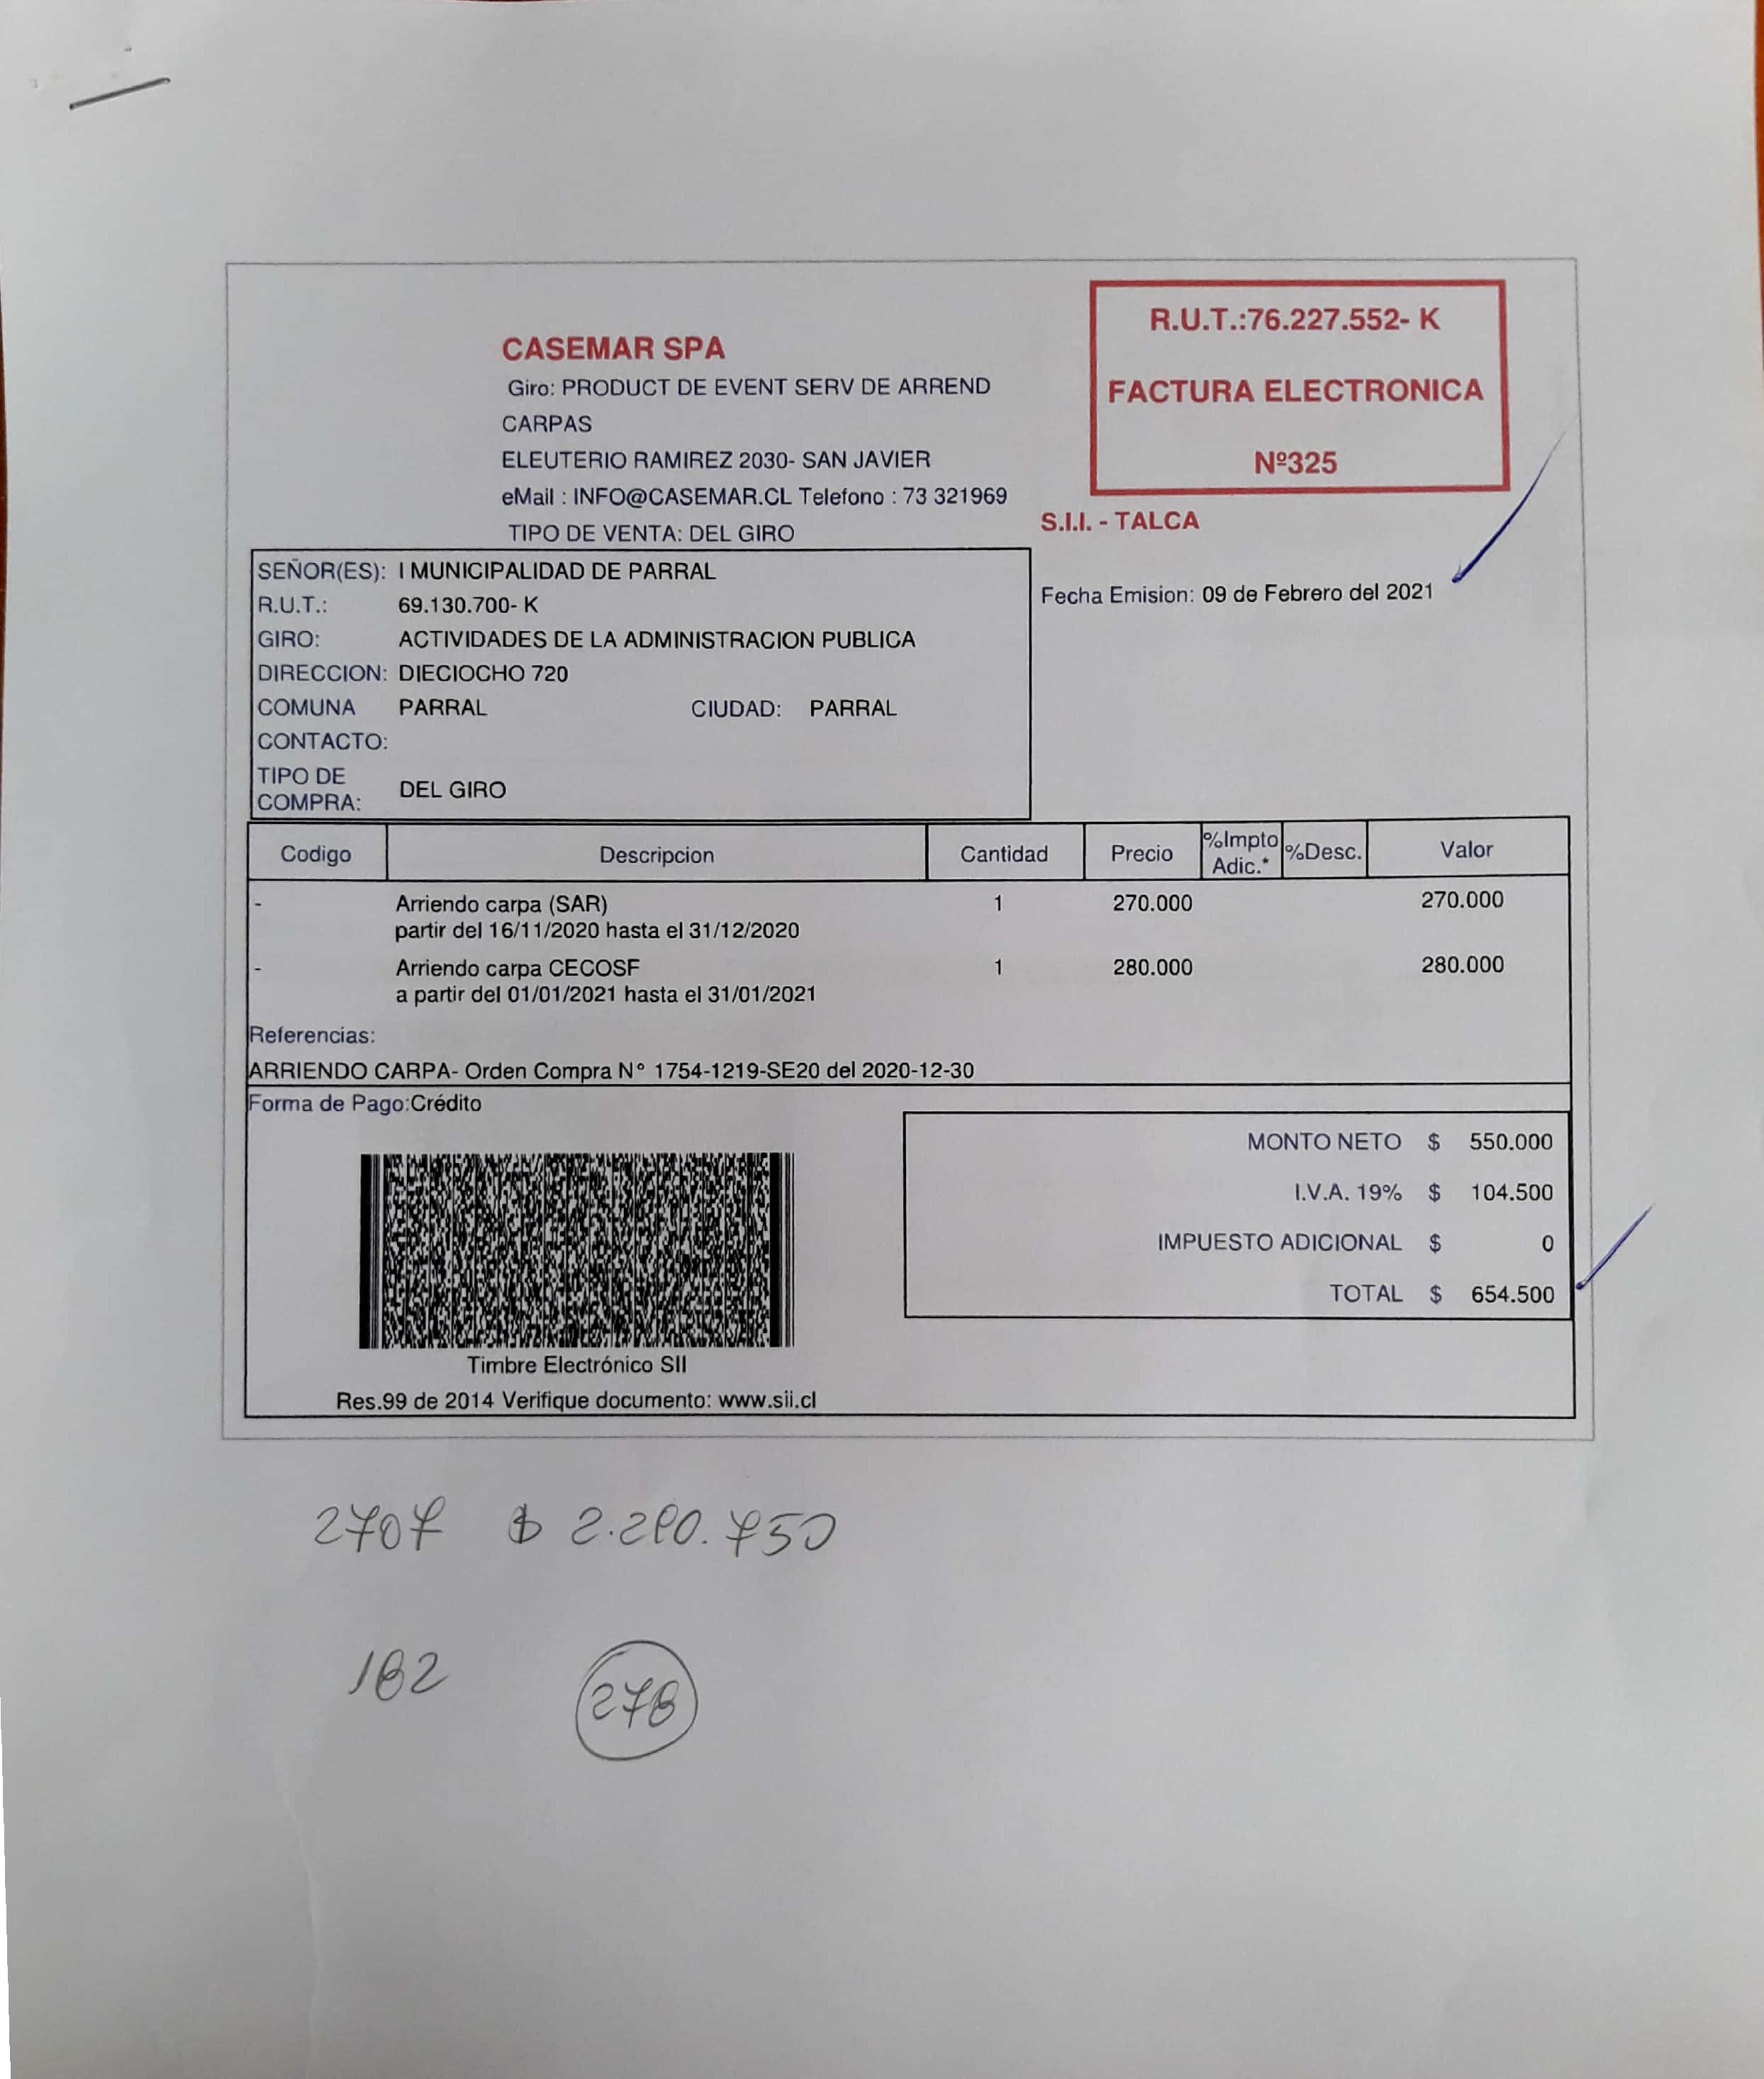 CASEMAR SPA
Giro: PRODUCT DE EVENT SERV DE ARREND
CARPAS
ELEUTERIO RAMIREZ 2030- SAN JAVIER
eMail : INFO@CASEMAR.CL Telefono : 73 321969
TIPO DE VENTA: DEL GIRO
R.U.T.:76.227.552- K
FACTURA ELECTRONICA
Nº325
S.I.I. - TALCA
Fecha Emision: 09 de Febrero del 2021
SEÑOR(ES): I MUNICIPALIDAD DE PARRAL
R.U.T.: 69.130.700- K
GIRO: ACTIVIDADES DE LA ADMINISTRACION PUBLICA
DIRECCION: DIECIOCHO 720
COMUNA PARRAL CIUDAD: PARRAL
CONTACTO:
TIPO DE COMPRA: DEL GIRO
Codigo Descripcion Cantidad Precio %Impto Adic.* %Desc. Valor
- Arriendo carpa (SAR) 1 270.000 270.000
partir del 16/11/2020 hasta el 31/12/2020
- Arriendo carpa CECOSF 1 280.000 280.000
a partir del 01/01/2021 hasta el 31/01/2021
Referencias:
ARRIENDO CARPA- Orden Compra N° 1754-1219-SE20 del 2020-12-30
Forma de Pago:Crédito
MONTO NETO $ 550.000
I.V.A. 19% $ 104.500
IMPUESTO ADICIONAL $ 0
TOTAL $ 654.500
Timbre Electrónico SII
Res.99 de 2014 Verifique documento: www.sii.cl
2707 $
182
278